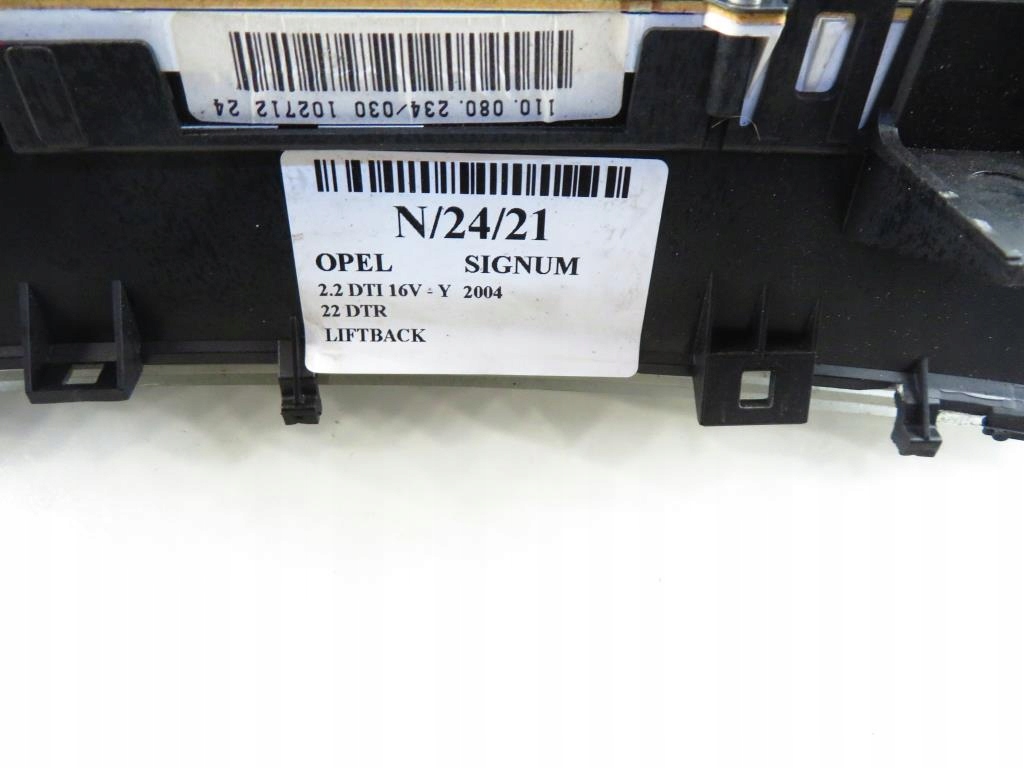 110. 080. 234/030 102712 24
N/24/21
OPEL SIGNUM
2.2 DTI 16V - Y 2004
22 DTR
LIFTBACK